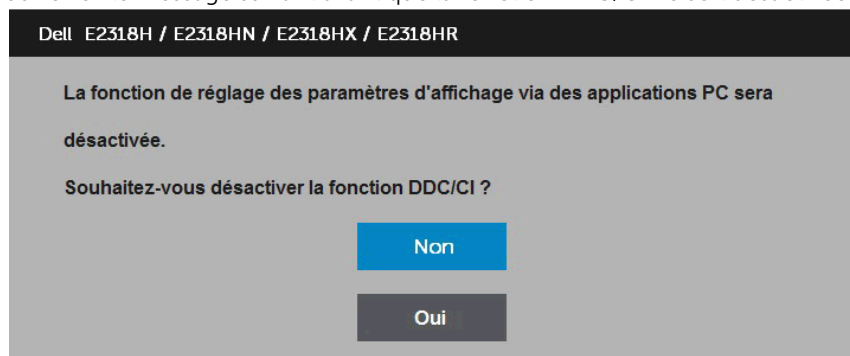 Dell E2318H / E2318HN / E2318HX / E2318HR
La fonction de réglage des paramètres d'affichage via des applications PC sera
désactivée.
Souhaitez-vous désactiver la fonction DDC/CI ?
Non
Oui